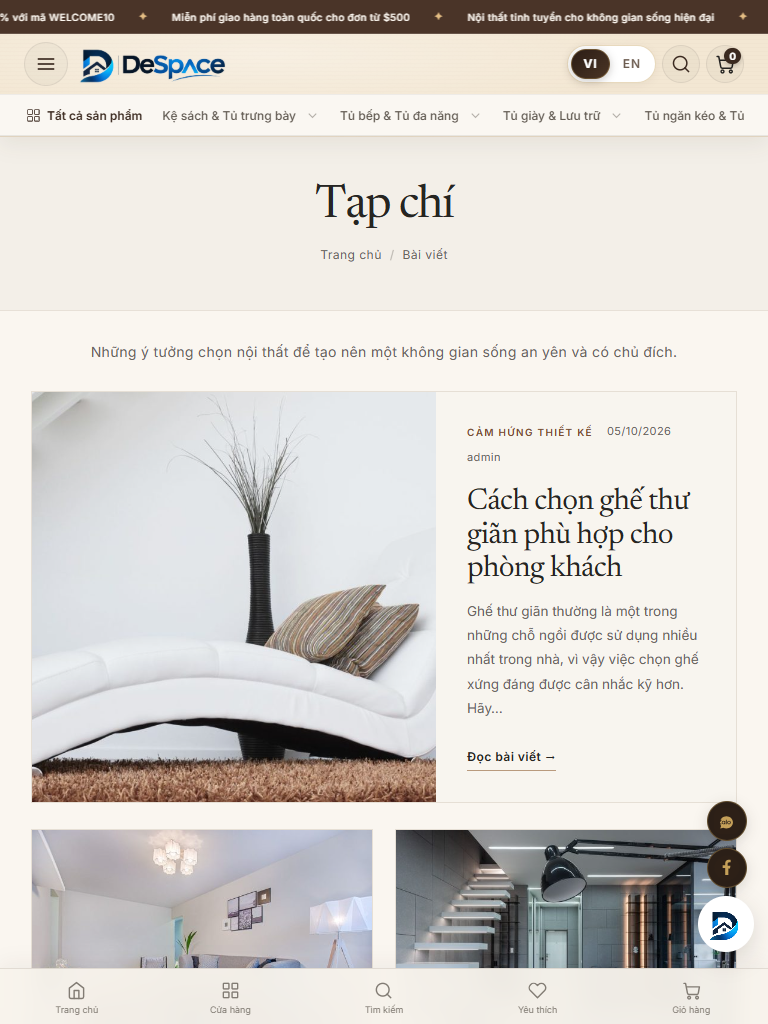 % với mã WELCOME10 ✦ Miễn phí giao hàng toàn quốc cho đơn từ $500 ✦ Nội thất tinh tuyển cho không gian sống hiện đại ✦
DeSpace
VI EN
0
Tất cả sản phẩm Kệ sách & Tủ trưng bày Tủ bếp & Tủ đa năng Tủ giày & Lưu trữ Tủ ngăn kéo & Tủ
Tạp chí
Trang chủ / Bài viết
Những ý tưởng chọn nội thất để tạo nên một không gian sống an yên và có chủ đích.
CẢM HỨNG THIẾT KẾ 05/10/2026
admin
Cách chọn ghế thư
giãn phù hợp cho
phòng khách
Ghế thư giãn thường là một trong
những chỗ ngồi được sử dụng nhiều
nhất trong nhà, vì vậy việc chọn ghế
xứng đáng được cân nhắc kỹ hơn.
Hãy...
Đọc bài viết →
Zalo
Trang chủ Cửa hàng Tìm kiếm Yêu thích Giỏ hàng